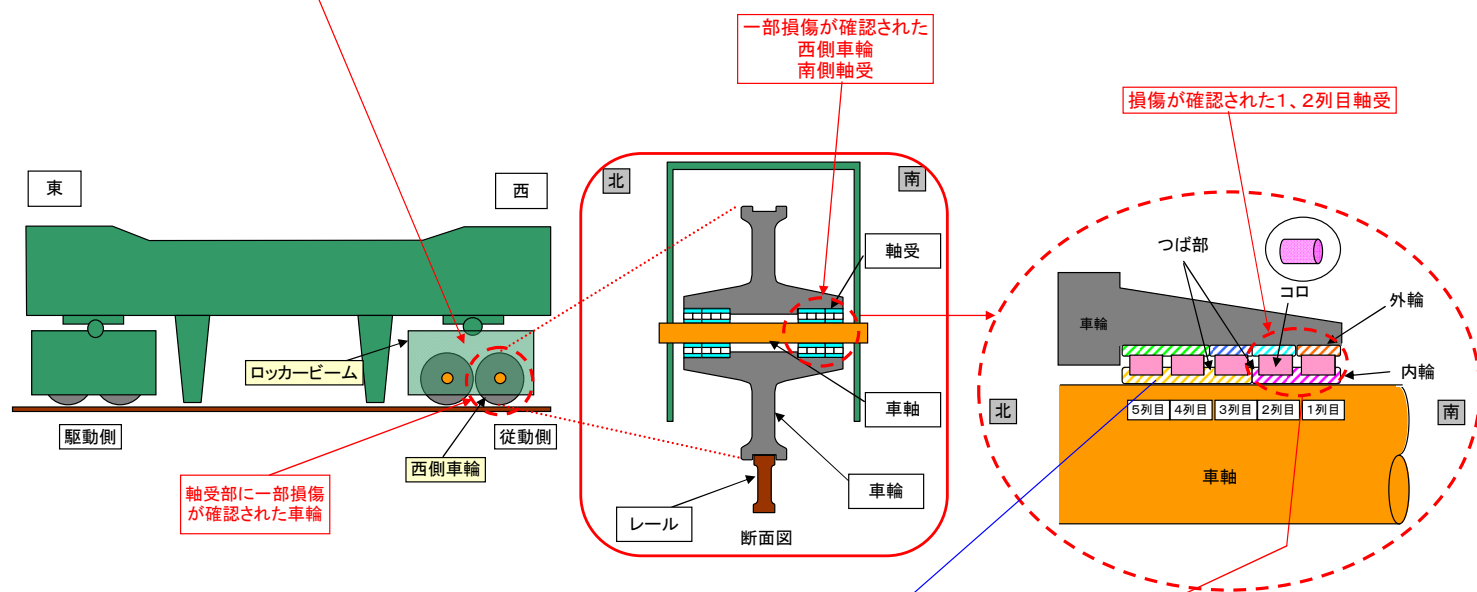 東
西
ロッカービーム
駆動側
従動側
西側車輪
軸受部に一部損傷
が確認された車輪
一部損傷が確認された
西側車輪
南側軸受
北
南
軸受
車軸
車輪
レール
断面図
損傷が確認された1、2列目軸受
つば部
コロ
外輪
車輪
内輪
北
5列目 4列目 3列目 2列目 1列目
南
車軸